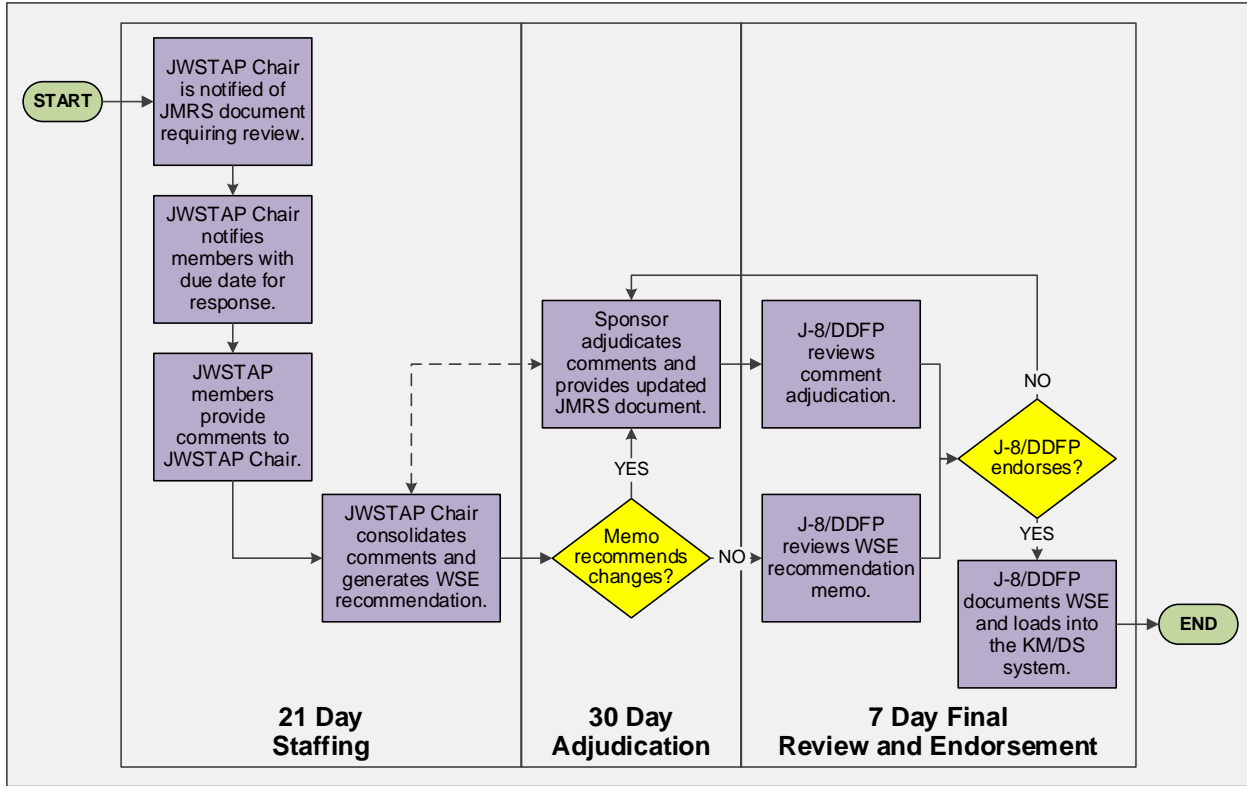 START
JWSTAP Chair
is notified of
JMRS document
requiring review.
JWSTAP Chair
notifies
members with
due date for
response.
JWSTAP
members
provide
comments to
JWSTAP Chair.
JWSTAP Chair
consolidates
comments and
generates WSE
recommendation.
Sponsor
adjudicates
comments and
provides updated
JMRS document.
YES
Memo
recommends
changes?
NO
J-8/DDFP
reviews
comment
adjudication.
J-8/DDFP
reviews WSE
recommendation
memo.
NO
J-8/DDFP
endorses?
YES
J-8/DDFP
documents WSE
and loads into
the KM/DS
system.
END
21 Day
Staffing
30 Day
Adjudication
7 Day Final
Review and Endorsement